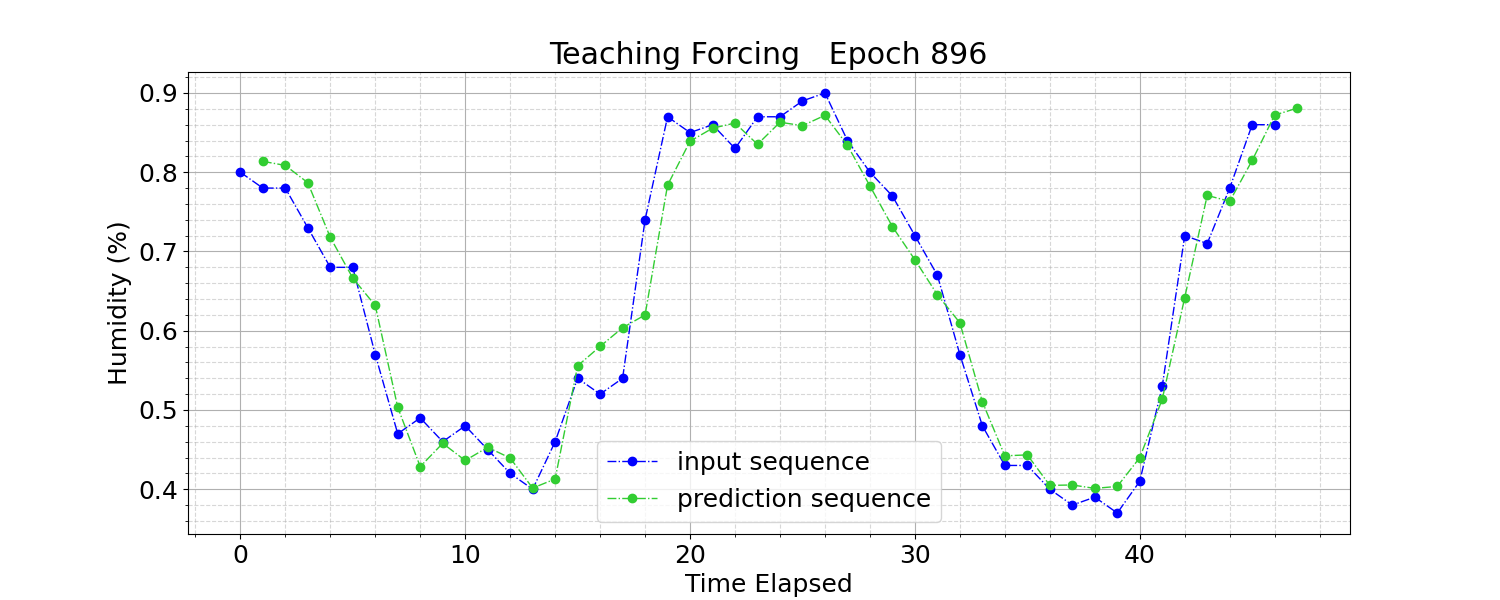 Teaching Forcing   Epoch 896
Humidity (%)
0.9
0.8
0.7
0.6
0.5
0.4
input sequence
prediction sequence
0 10 20 30 40
Time Elapsed